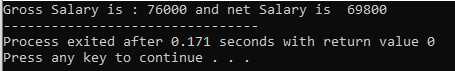 Gross Salary is : 76000 and net Salary is  69800
--------------------------------
Process exited after 0.171 seconds with return value 0
Press any key to continue . . .